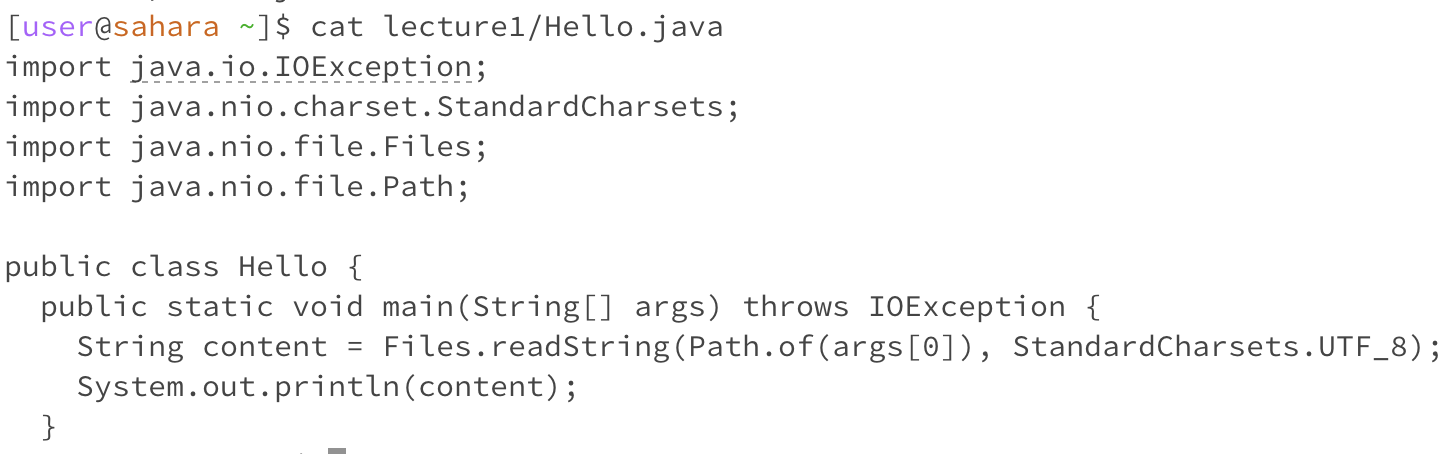 [user@sahara ~]$ cat lecture1/Hello.java
import java.io.IOException;
import java.nio.charset.StandardCharsets;
import java.nio.file.Files;
import java.nio.file.Path;

public class Hello {
  public static void main(String[] args) throws IOException {
    String content = Files.readString(Path.of(args[0]), StandardCharsets.UTF_8);
    System.out.println(content);
  }